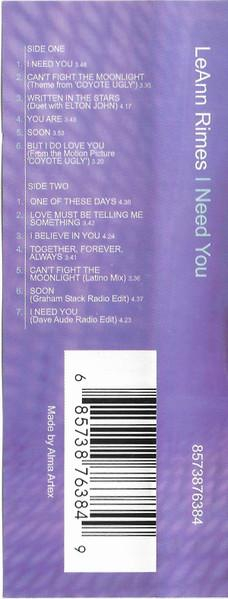 SIDE ONE
1. I NEED YOU 3.48
2. CAN'T FIGHT THE MOONLIGHT
(Theme from 'COYOTE UGLY') 3.35
3. WRITTEN IN THE STARS
(Duet with ELTON JOHN) 4.17
4. YOU ARE 3.43
5. SOON 3.53
6. BUT I DO LOVE YOU
(From the Motion Picture
'COYOTE UGLY') 3.20
SIDE TWO
1. ONE OF THESE DAYS 4.38
2. LOVE MUST BE TELLING ME
SOMETHING 3.42
3. I BELIEVE IN YOU 4.24
4. TOGETHER, FOREVER,
ALWAYS 3.41
5. CAN'T FIGHT THE
MOONLIGHT (Latino Mix) 3.36
6. SOON
(Graham Stack Radio Edit) 4.37
7. I NEED YOU
(Dave Aude Radio Edit) 4.23
LeAnn Rimes I Need You
8573876384
6 85738 76384 9
Made by Alma Artex